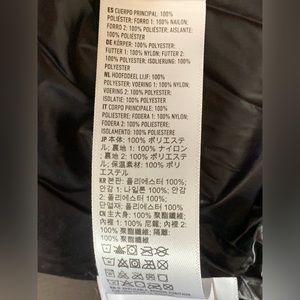 ES CUERPO PRINCIPAL: 100%
POLIÉSTER; FORRO 1: 100% NAILON;
FORRO 2: 100% POLIÉSTER; AISLANTE:
100% POLIÉSTER
DE KÖRPER: 100% POLYESTER;
FUTTER 1: 100% NYLON; FUTTER 2:
100% POLYESTER; ISOLIERUNG: 100%
POLYESTER
NL HOOFDDEEL LIJF: 100%
POLYESTER; VOERING 1: 100% NYLON;
VOERING 2: 100% POLYESTER;
ISOLATIE: 100% POLYESTER
IT CORPO PRINCIPALE: 100%
POLIESTERE; FODERA 1: 100% NYLON;
FODERA 2: 100% POLIESTERE;
ISOLAMENTO: 100% POLIESTERE
JP 本体: 100% ポリエステ
ル; 裏地 1: 100% ナイロン
; 裏地 2: 100% ポリエステ
ル; 保温素材: 100% ポリ
エステル
KR 본판: 폴리에스터 100%;
안감 1: 나일론 100%; 안감
2: 폴리에스터 100%;
단열재: 폴리에스터 100%
CN 主大身: 100% 聚酯纖維;
內裡 1: 100% 尼龍; 內裡 2:
100% 聚酯纖維; 隔離:
100% 聚酯纖維